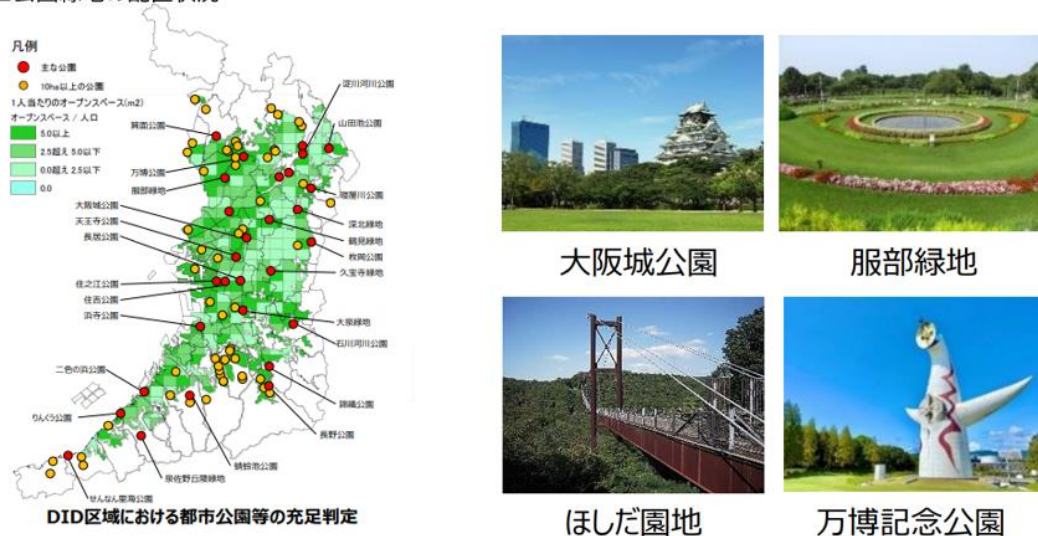 凡例
主な公園
10ha以上の公園
1人当たりのオープンスペース(m2)
オープンスペース / 人口
5.0以上
2.5超え 5.0以下
0.0超え 2.5以下
0.0
淀川河川公園
山田池公園
箕面公園
万博公園
服部緑地
寝屋川公園
大阪城公園
天王寺公園
長居公園
深北緑地
鶴見緑地
枚岡公園
久宝寺緑地
住之江公園
住吉公園
浜寺公園
大泉緑地
石川河川公園
二色の浜公園
りんくう公園
錦織公園
長野公園
蜻蛉池公園
泉佐野丘陵緑地
せんなん里海公園
DID区域における都市公園等の充足判定
大阪城公園
服部緑地
ほしだ園地
万博記念公園